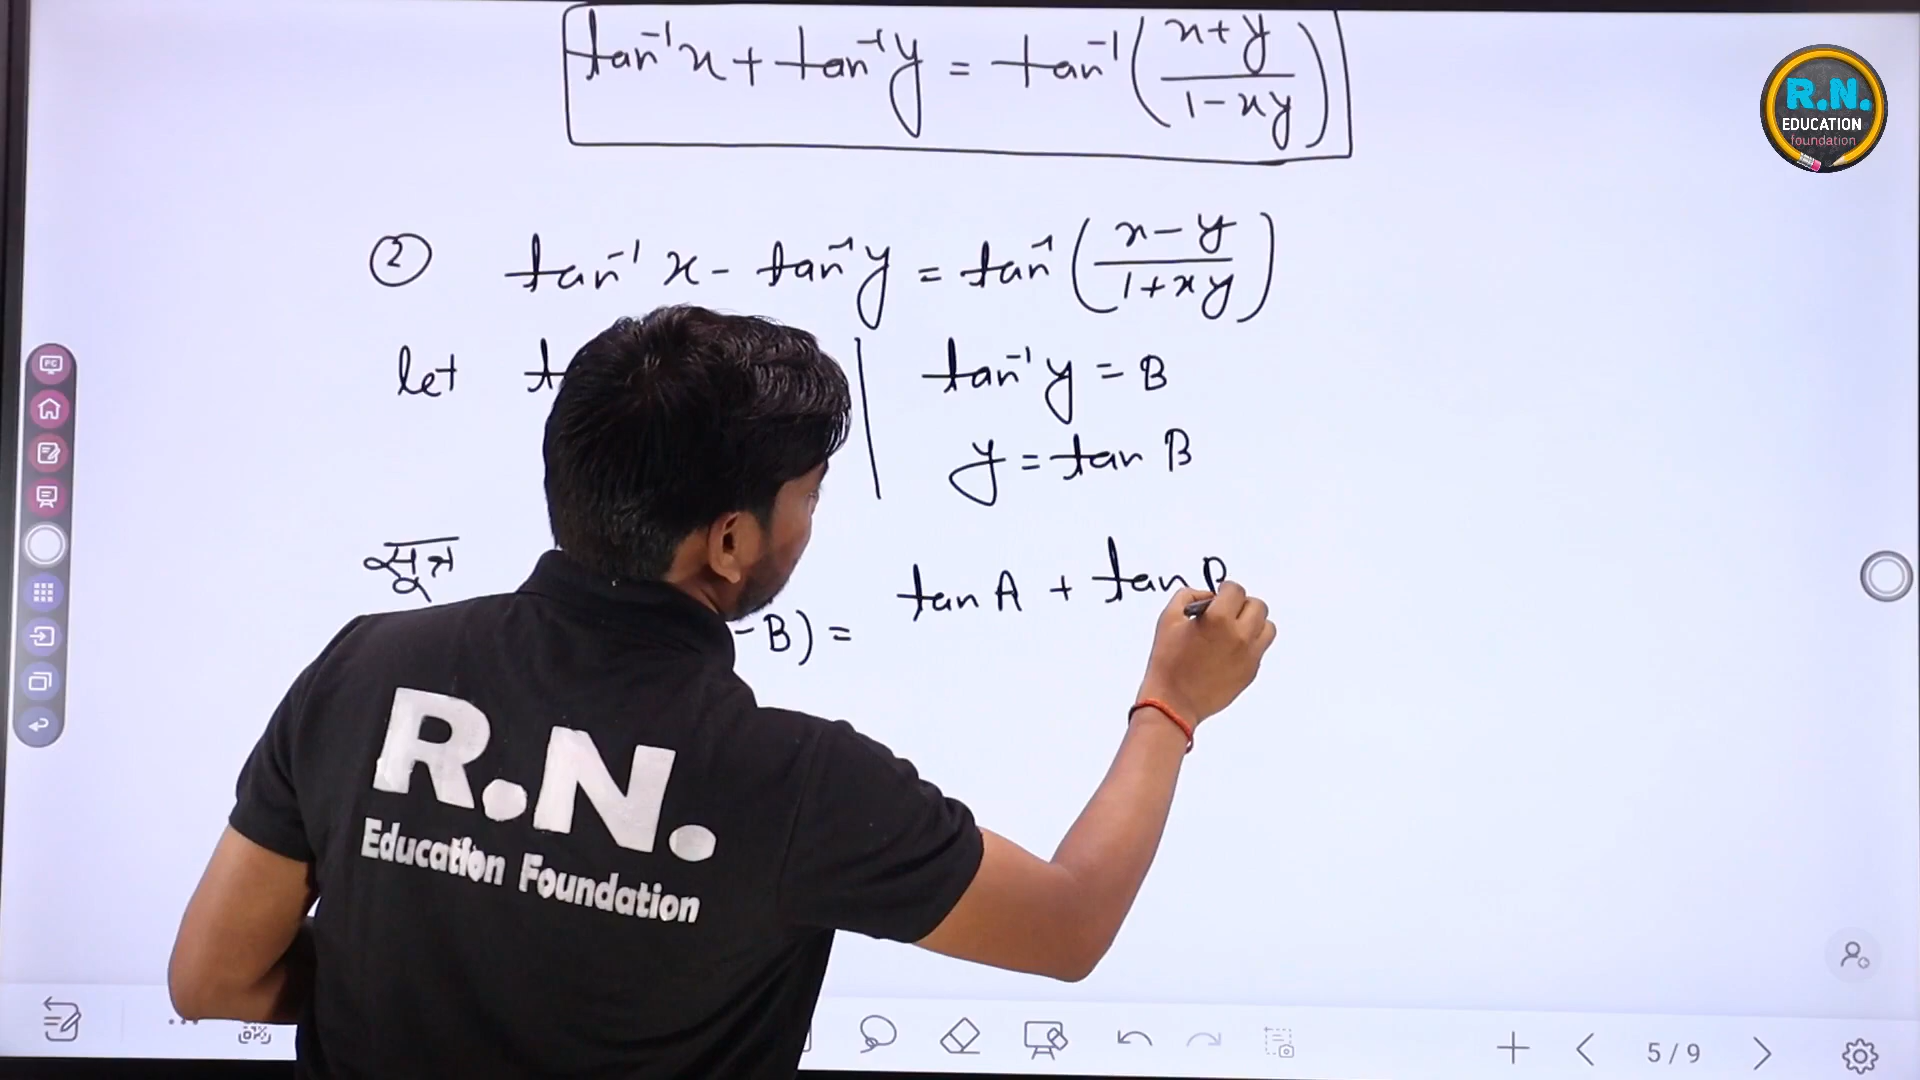 tan⁻¹x + tan⁻¹y = tan⁻¹((x+y)/(1-xy))
R.N.
EDUCATION
foundation
② tan⁻¹ x - tan⁻¹y = tan⁻¹((x-y)/(1+xy))
let
tan⁻¹y = B
y = tan B
सूत्र
tan A + tan
-B) =
R.N.
Education Foundation
5/9